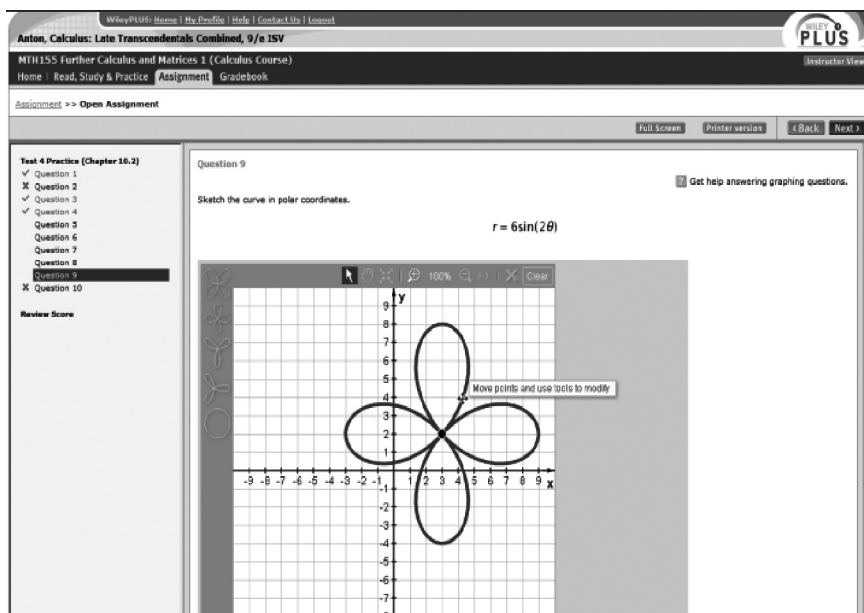 WileyPLUS: Home | My Profile | Help | Contact Us | Logout
Anton, Calculus: Late Transcendentals Combined, 9/e ISV
WILEY
PLUS
MTH155 Further Calculus and Matrices 1 (Calculus Course)
Instructor View
Home | Read, Study & Practice | Assignment | Gradebook
Assignment >> Open Assignment
Full Screen
Printer version
‹ Back
Next ›
Test 4 Practice (Chapter 10.2)
✓ Question 1
✗ Question 2
✓ Question 3
✓ Question 4
Question 5
Question 6
Question 7
Question 8
Question 9
✗ Question 10
Review Score
Question 9
? Get help answering graphing questions.
Sketch the curve in polar coordinates.
r = 6sin(2θ)
100%
Clear
y
9
8
7
6
5
4
3
2
1
Move points and use tools to modify
-9 -8 -7 -6 -5 -4 -3 -2 -1 1 2 3 4 5 6 7 8 9 x
-1
-2
-3
-4
-5
-6
-7